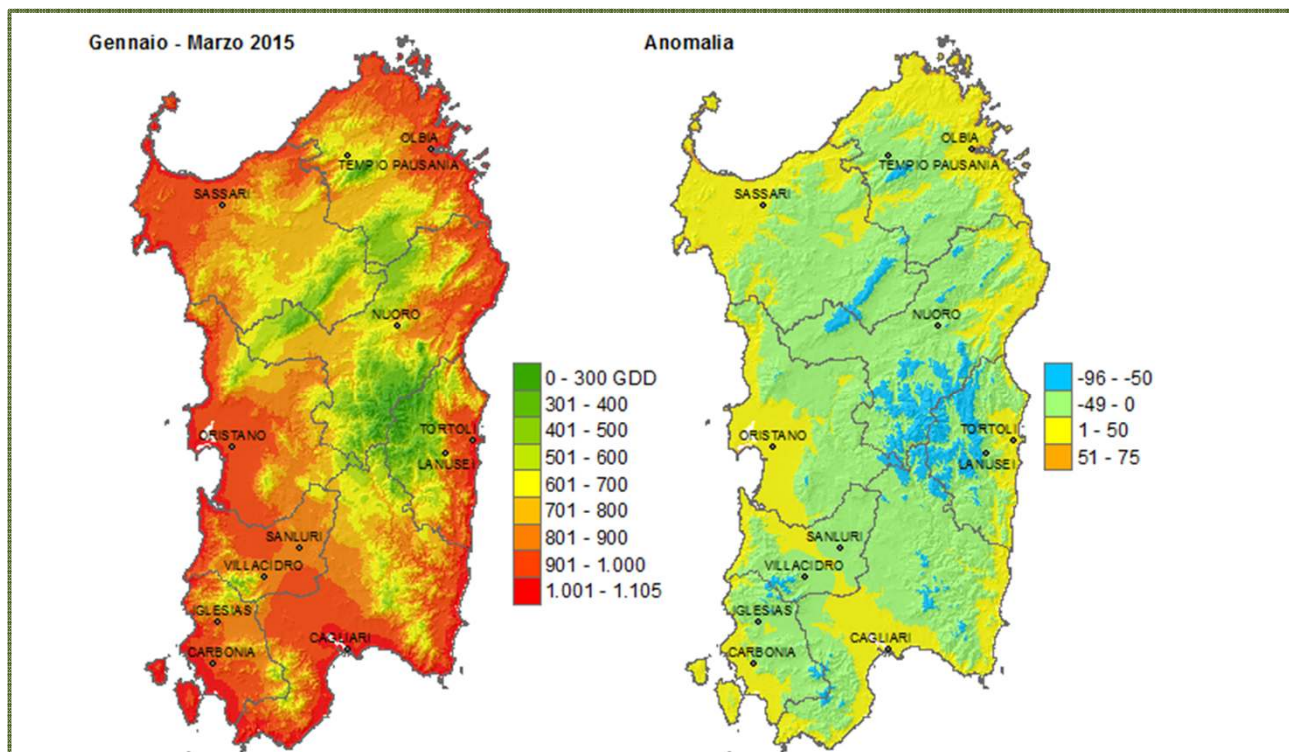 Gennaio - Marzo 2015
OLBIA
TEMPIO PAUSANIA
SASSARI
NUORO
ORISTANO
TORTOLI
LANUSEI
SANLURI
VILLACIDRO
IGLESIAS
CAGLIARI
CARBONIA
0 - 300 GDD
301 - 400
401 - 500
501 - 600
601 - 700
701 - 800
801 - 900
901 - 1.000
1.001 - 1.105
Anomalia
OLBIA
TEMPIO PAUSANIA
SASSARI
NUORO
ORISTANO
TORTOLI
LANUSEI
SANLURI
VILLACIDRO
IGLESIAS
CAGLIARI
CARBONIA
-96 - -50
-49 - 0
1 - 50
51 - 75